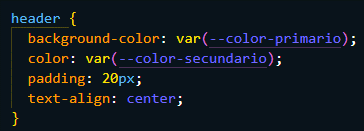 header {
background-color: var(--color-primario);
color: var(--color-secundario);
padding: 20px;
text-align: center;
}